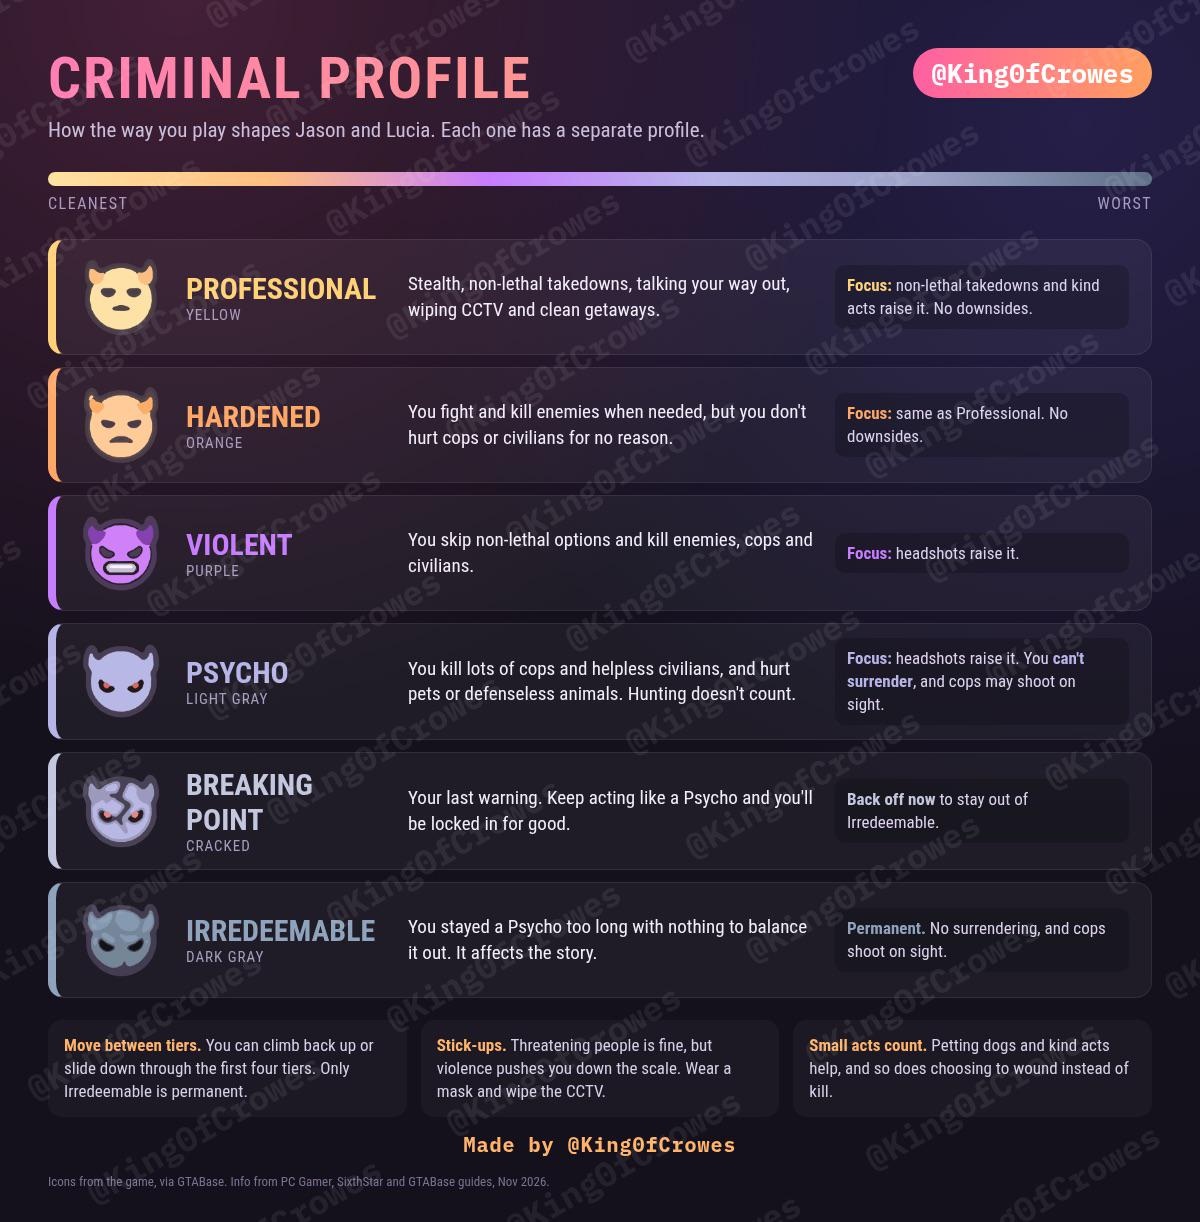 CRIMINAL PROFILE
@KingOfCrowes
How the way you play shapes Jason and Lucia. Each one has a separate profile.
CLEANEST
WORST
PROFESSIONAL
YELLOW
Stealth, non-lethal takedowns, talking your way out,
wiping CCTV and clean getaways.
Focus: non-lethal takedowns and kind
acts raise it. No downsides.
HARDENED
ORANGE
You fight and kill enemies when needed, but you don't
hurt cops or civilians for no reason.
Focus: same as Professional. No
downsides.
VIOLENT
PURPLE
You skip non-lethal options and kill enemies, cops and
civilians.
Focus: headshots raise it.
PSYCHO
LIGHT GRAY
You kill lots of cops and helpless civilians, and hurt
pets or defenseless animals. Hunting doesn't count.
Focus: headshots raise it. You can't
surrender, and cops may shoot on
sight.
BREAKING
POINT
CRACKED
Your last warning. Keep acting like a Psycho and you'll
be locked in for good.
Back off now to stay out of
Irredeemable.
IRREDEEMABLE
DARK GRAY
You stayed a Psycho too long with nothing to balance
it out. It affects the story.
Permanent. No surrendering, and cops
shoot on sight.
Move between tiers. You can climb back up or
slide down through the first four tiers. Only
Irredeemable is permanent.
Stick-ups. Threatening people is fine, but
violence pushes you down the scale. Wear a
mask and wipe the CCTV.
Small acts count. Petting dogs and kind acts
help, and so does choosing to wound instead of
kill.
Made by @KingOfCrowes
Icons from the game, via GTABase. Info from PC Gamer, SixthStar and GTABase guides, Nov 2026.